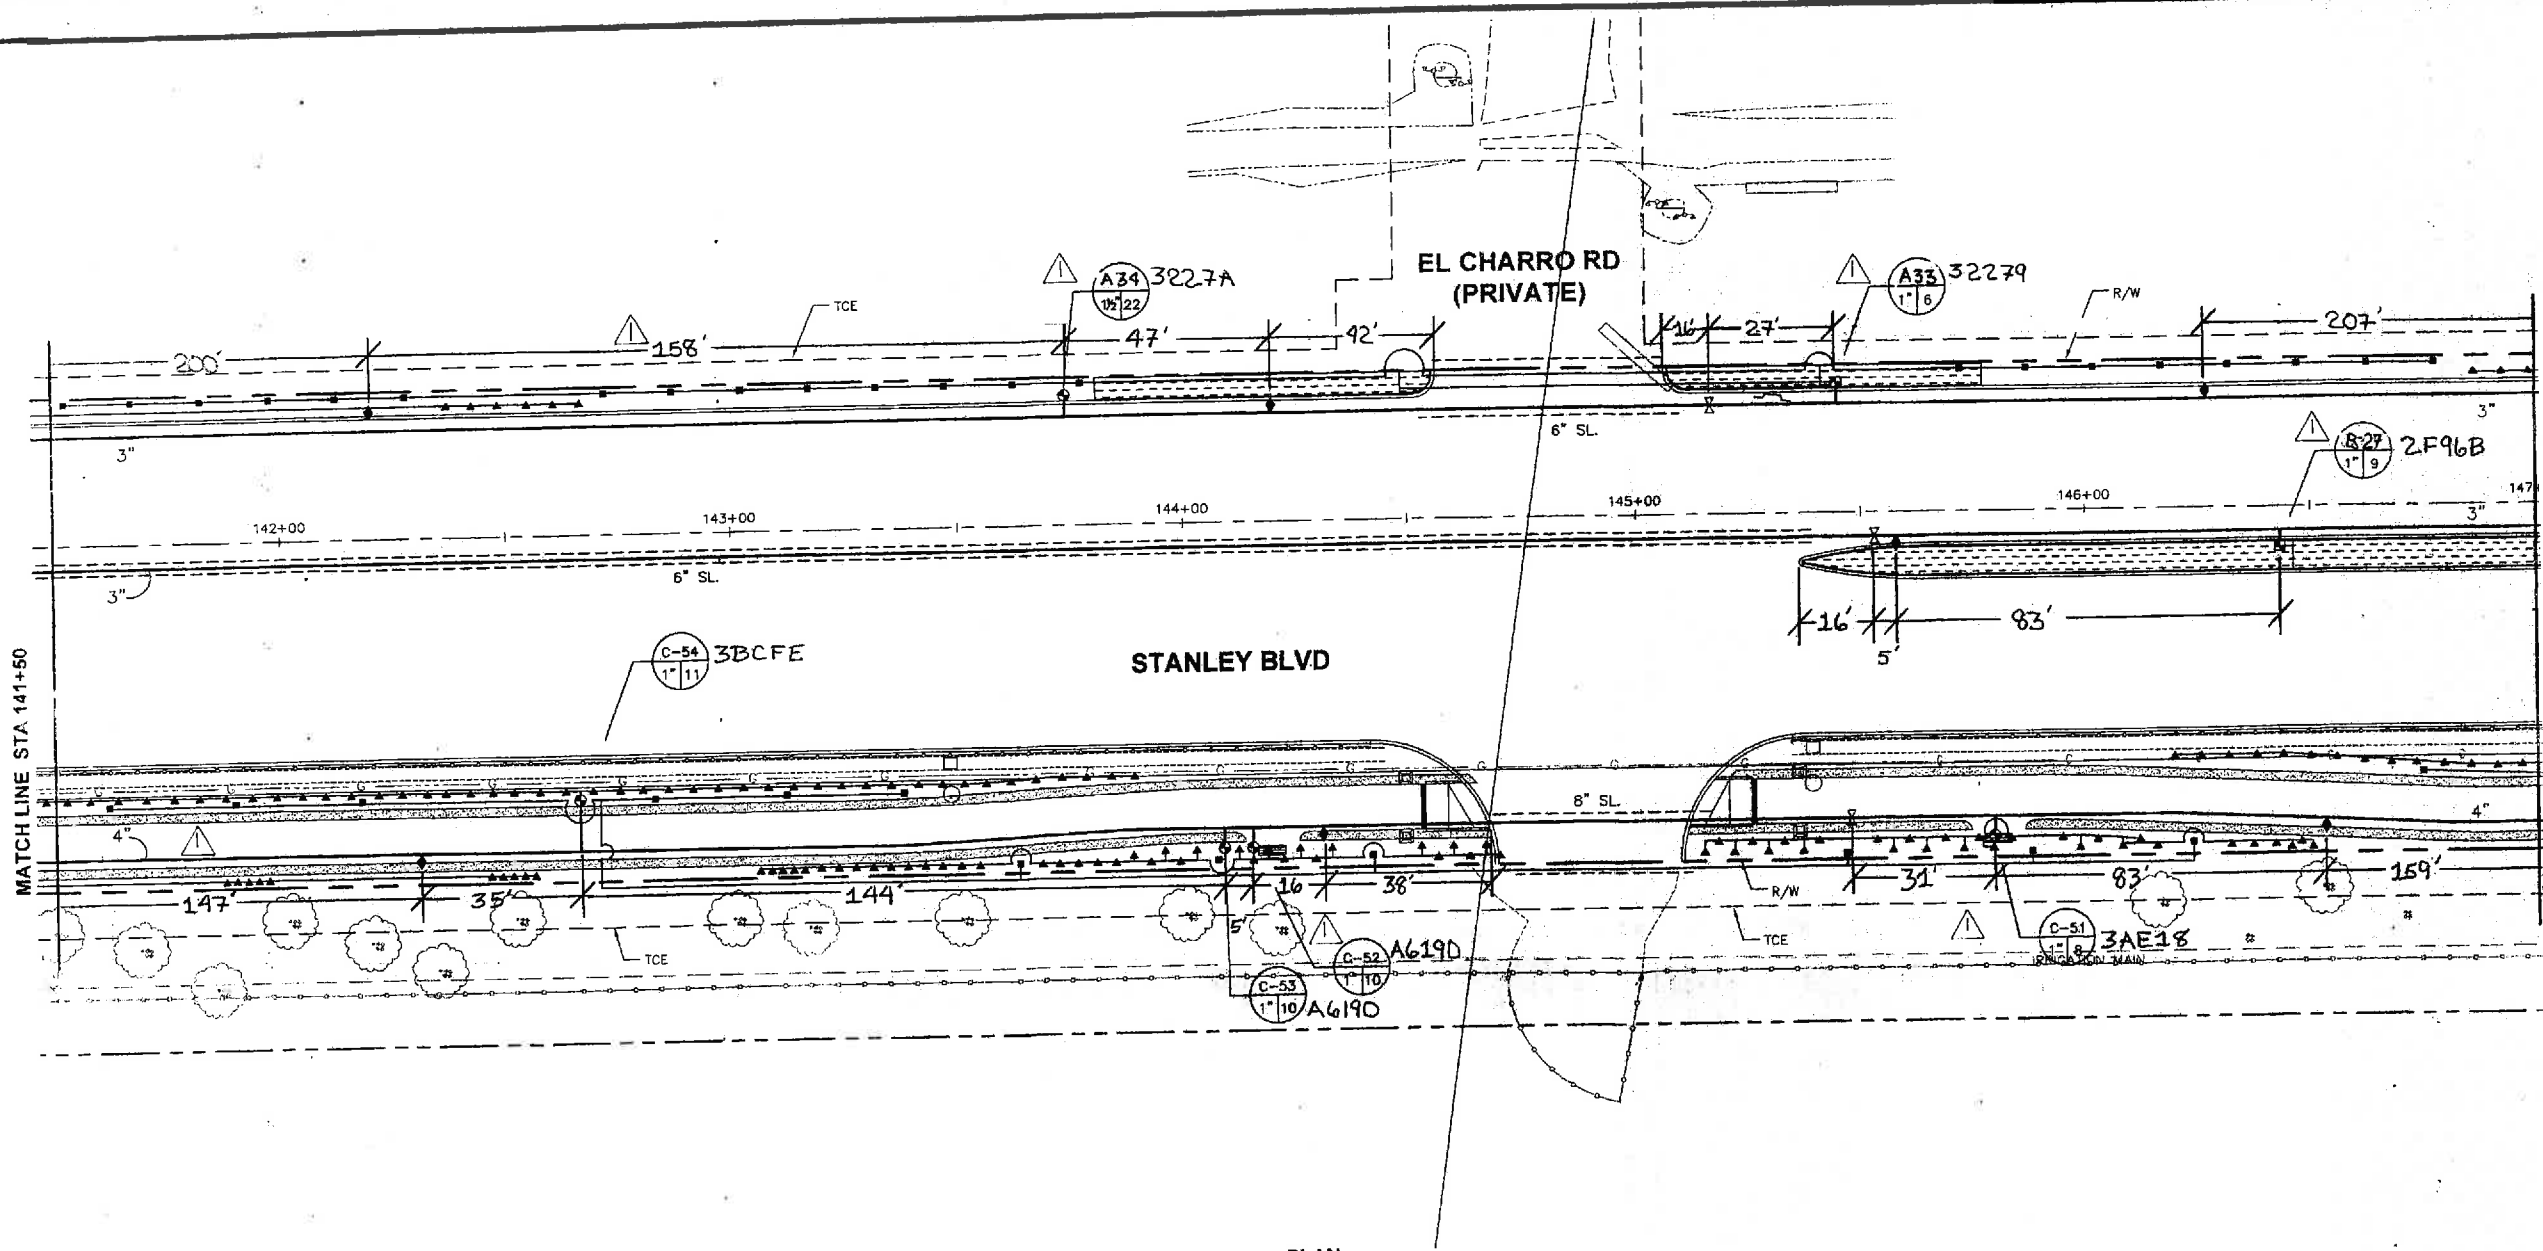 EL CHARRO RD
(PRIVATE)
A34 3227A
1½" 22
A33 32279
1" 6
TCE
R/W
200'
158'
47'
42'
16'
27'
207'
3"
6" SL.
3"
B-27 2F96B
1" 9
142+00
143+00
144+00
145+00
146+00
147
3"
3"
6" SL.
16'
5'
83'
C-54 3BCFE
1" 11
STANLEY BLVD
MATCH LINE STA 141+50
G G G G G G G G G G G G G G G G G G G
8" SL.
4"
4"
147'
35'
144'
5'
16
38'
R/W
31'
83'
159'
TCE
TCE
C-52 A619D
1" 10
C-53
1" 10 A619D
C-51 3AE18
1" 8
IRRIGATION MAIN
PLAN